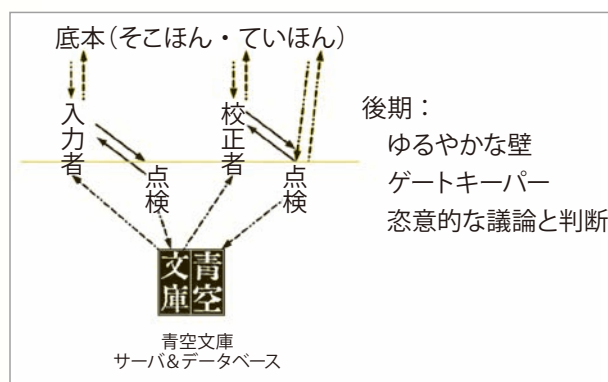 底本(そこほん・ていほん)
入力者
校正者
点検
点検
後期：
ゆるやかな壁
ゲートキーパー
恣意的な議論と判断
青空
文庫
青空文庫
サーバ&データベース